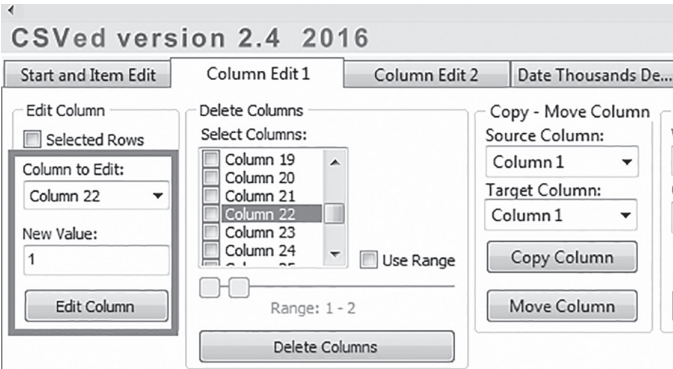 CSVed version 2.4 2016
Start and Item Edit
Column Edit 1
Column Edit 2
Date Thousands De...
Edit Column
Selected Rows
Column to Edit:
Column 22
New Value:
1
Edit Column
Delete Columns
Select Columns:
Column 19
Column 20
Column 21
Column 22
Column 23
Column 24
Use Range
Range: 1 - 2
Delete Columns
Copy - Move Column
Source Column:
Column 1
Target Column:
Column 1
Copy Column
Move Column